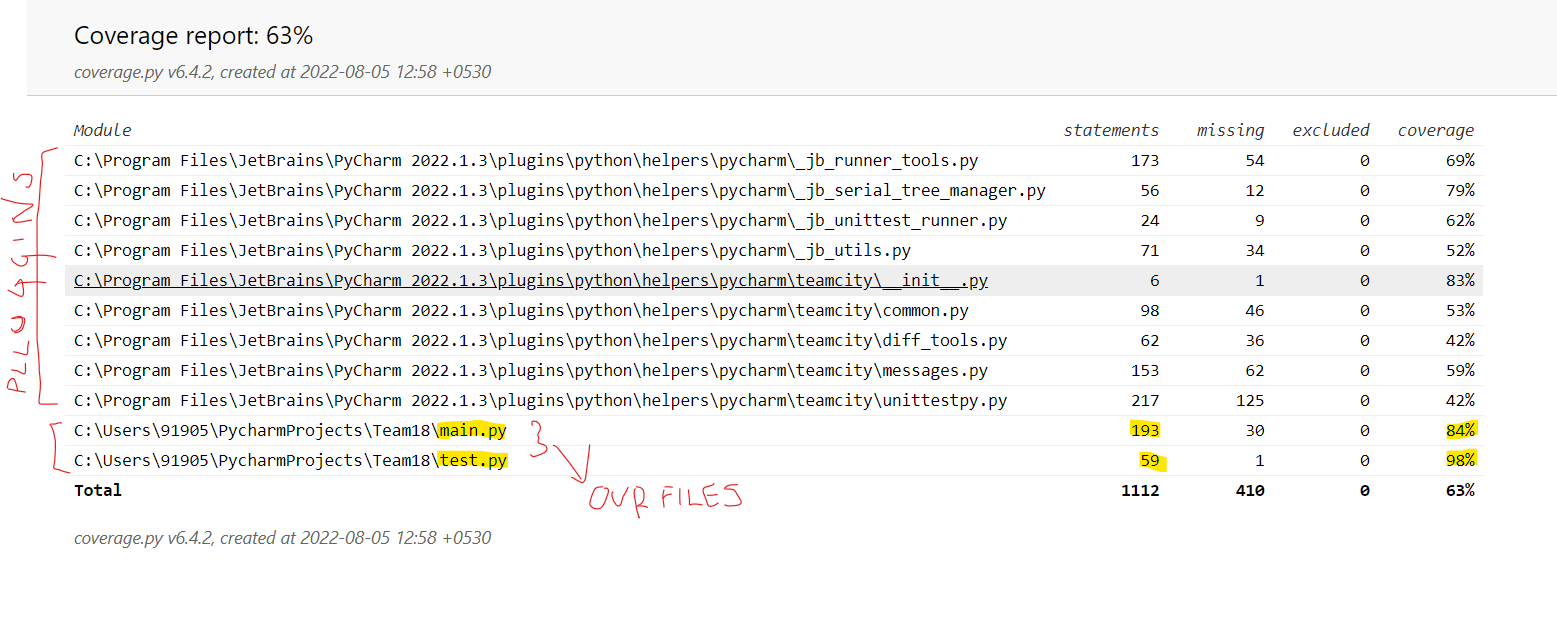 Coverage report: 63%
coverage.py v6.4.2, created at 2022-08-05 12:58 +0530
Module statements missing excluded coverage
C:\Program Files\JetBrains\PyCharm 2022.1.3\plugins\python\helpers\pycharm\_jb_runner_tools.py 173 54 0 69%
C:\Program Files\JetBrains\PyCharm 2022.1.3\plugins\python\helpers\pycharm\_jb_serial_tree_manager.py 56 12 0 79%
C:\Program Files\JetBrains\PyCharm 2022.1.3\plugins\python\helpers\pycharm\_jb_unittest_runner.py 24 9 0 62%
C:\Program Files\JetBrains\PyCharm 2022.1.3\plugins\python\helpers\pycharm\_jb_utils.py 71 34 0 52%
C:\Program Files\JetBrains\PyCharm 2022.1.3\plugins\python\helpers\pycharm\teamcity\__init__.py 6 1 0 83%
C:\Program Files\JetBrains\PyCharm 2022.1.3\plugins\python\helpers\pycharm\teamcity\common.py 98 46 0 53%
C:\Program Files\JetBrains\PyCharm 2022.1.3\plugins\python\helpers\pycharm\teamcity\diff_tools.py 62 36 0 42%
C:\Program Files\JetBrains\PyCharm 2022.1.3\plugins\python\helpers\pycharm\teamcity\messages.py 153 62 0 59%
C:\Program Files\JetBrains\PyCharm 2022.1.3\plugins\python\helpers\pycharm\teamcity\unittestpy.py 217 125 0 42%
C:\Users\91905\PycharmProjects\Team18\main.py 193 30 0 84%
C:\Users\91905\PycharmProjects\Team18\test.py 59 1 0 98%
Total 1112 410 0 63%
OUR FILES
coverage.py v6.4.2, created at 2022-08-05 12:58 +0530